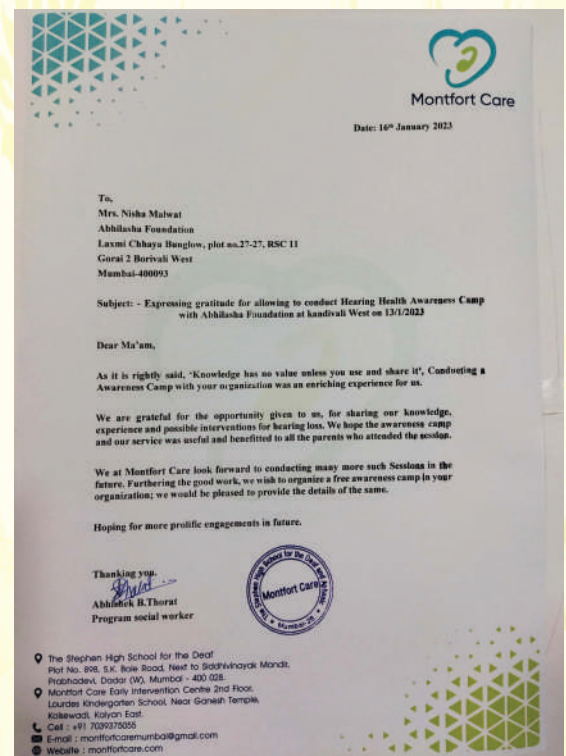 Montfort Care
Date: 16th January 2023
To,
Mrs. Nisha Malwat
Abhilasha Foundation
Laxmi Chhaya Bunglow, plot no.27-27, RSC 11
Gorai 2 Borivali West
Mumbai-400093
Subject: - Expressing gratitude for allowing to conduct Hearing Health Awareness Camp
with Abhilasha Foundation at kandivali West on 13/1/2023
Dear Ma'am,
As it is rightly said, 'Knowledge has no value unless you use and share it', Conducting a
Awareness Camp with your organization was an enriching experience for us.
We are grateful for the opportunity given to us, for sharing our knowledge,
experience and possible interventions for hearing loss. We hope the awareness camp
and our service was useful and benefitted to all the parents who attended the session.
We at Montfort Care look forward to conducting many more such Sessions in the
future. Furthering the good work, we wish to organize a free awareness camp in your
organization; we would be pleased to provide the details of the same.
Hoping for more prolific engagements in future.
Thanking you,
Abhishek B.Thorat
Program social worker
The Stephen High School for the Deaf and Aphasic
Montfort Care
Mumbai-28
The Stephen High School for the Deaf
Plot No. 898, S.K. Bole Road, Next to Siddhivinayak Mandir,
Prabhadevi, Dadar (W), Mumbai - 400 028.
Montfort Care Early Intervention Centre 2nd Floor,
Lourdes Kindergarten School, Near Ganesh Temple,
Kolsewadi, Kalyan East.
Cell : +91 7039375055
E-mail : montfortcaremumbai@gmail.com
Website : montfortcare.com